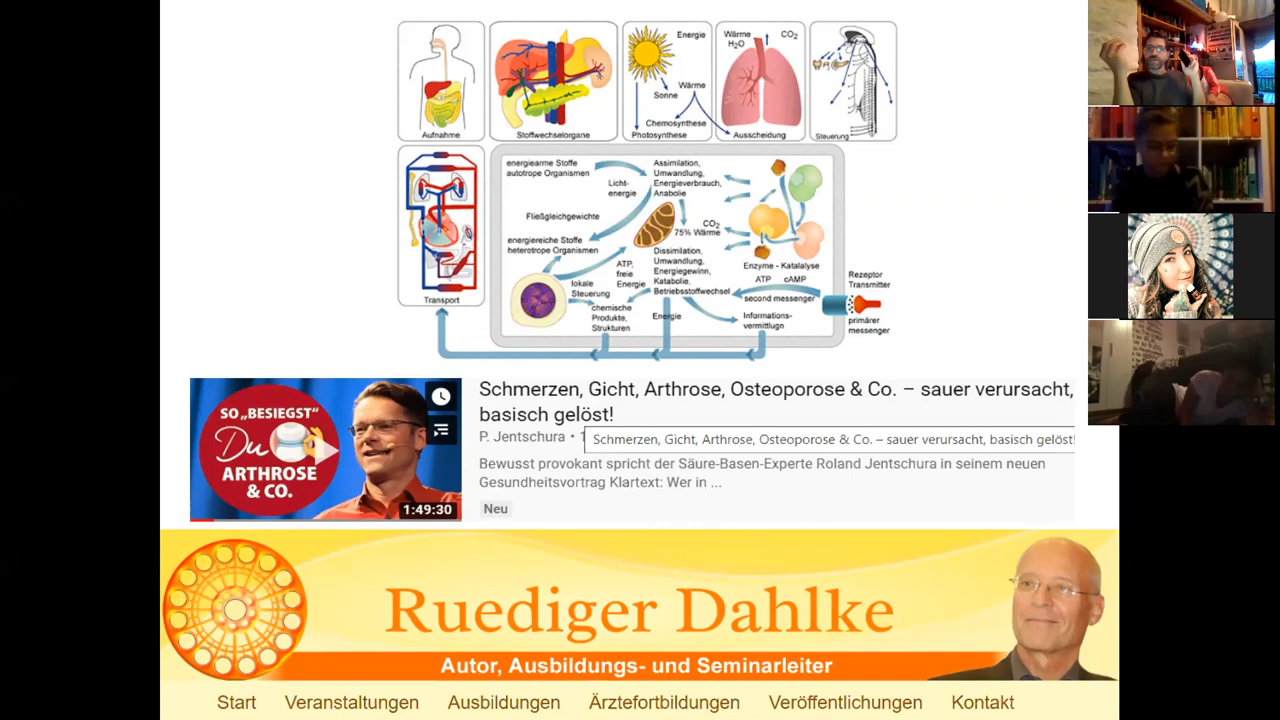 Aufnahme
Stoffwechselorgane
Energie
Sonne
Wärme
Chemosynthese
Photosynthese
Wärme
H₂O
CO₂
Ausscheidung
Steuerung
Transport
energiearme Stoffe
autotrope Organismen
Licht-
energie
Assimilation,
Umwandlung,
Energieverbrauch,
Anabolie
Fließgleichgewichte
CO₂
75% Wärme
energiereiche Stoffe
heterotrope Organismen
Dissimilation,
Umwandlung,
Energiegewinn,
Katabolie,
Betriebsstoffwechsel
ATP,
freie
Energie
lokale
Steuerung
chemische
Produkte,
Strukturen
Energie
Enzyme - Katalalyse
ATP cAMP
second messenger
Informations-
vermittlugn
Rezeptor
Transmitter
primärer
messenger
SO „BESIEGST“
Du
ARTHROSE
& CO.
1:49:30
Schmerzen, Gicht, Arthrose, Osteoporose & Co. – sauer verursacht,
basisch gelöst!
P. Jentschura •
Schmerzen, Gicht, Arthrose, Osteoporose & Co. – sauer verursacht, basisch gelöst!
Bewusst provokant spricht der Säure-Basen-Experte Roland Jentschura in seinem neuen
Gesundheitsvortrag Klartext: Wer in ...
Neu
Ruediger Dahlke
Autor, Ausbildungs- und Seminarleiter
Start Veranstaltungen Ausbildungen Ärztefortbildungen Veröffentlichungen Kontakt